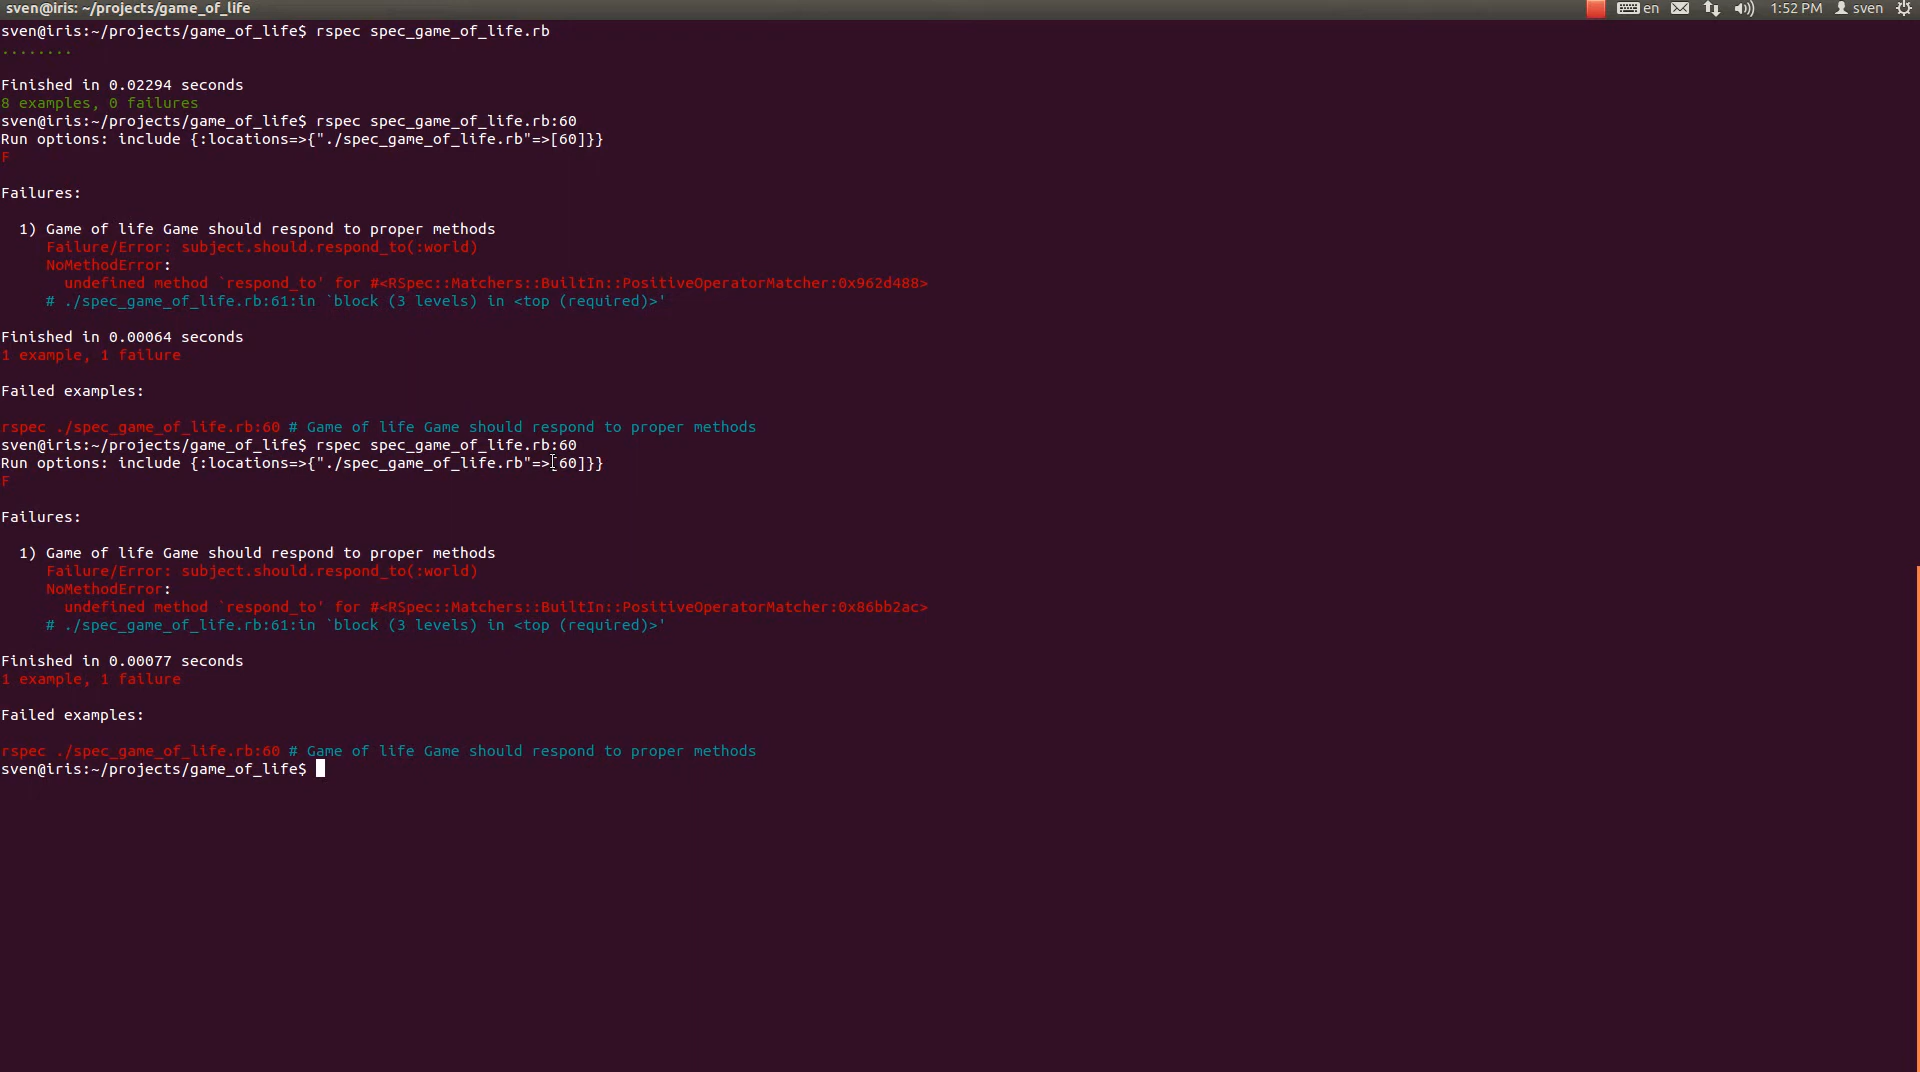 sven@iris: ~/projects/game_of_life
en
1:52 PM
sven
sven@iris:~/projects/game_of_life$ rspec spec_game_of_life.rb
........
Finished in 0.02294 seconds
8 examples, 0 failures
sven@iris:~/projects/game_of_life$ rspec spec_game_of_life.rb:60
Run options: include {:locations=>{"./spec_game_of_life.rb"=>[60]}}
F
Failures:
1) Game of life Game should respond to proper methods
Failure/Error: subject.should.respond_to(:world)
NoMethodError:
undefined method `respond_to' for #<RSpec::Matchers::BuiltIn::PositiveOperatorMatcher:0x962d488>
# ./spec_game_of_life.rb:61:in `block (3 levels) in <top (required)>'
Finished in 0.00064 seconds
1 example, 1 failure
Failed examples:
rspec ./spec_game_of_life.rb:60 # Game of life Game should respond to proper methods
sven@iris:~/projects/game_of_life$ rspec spec_game_of_life.rb:60
Run options: include {:locations=>{"./spec_game_of_life.rb"=>[60]}}
F
Failures:
1) Game of life Game should respond to proper methods
Failure/Error: subject.should.respond_to(:world)
NoMethodError:
undefined method `respond_to' for #<RSpec::Matchers::BuiltIn::PositiveOperatorMatcher:0x86bb2ac>
# ./spec_game_of_life.rb:61:in `block (3 levels) in <top (required)>'
Finished in 0.00077 seconds
1 example, 1 failure
Failed examples:
rspec ./spec_game_of_life.rb:60 # Game of life Game should respond to proper methods
sven@iris:~/projects/game_of_life$